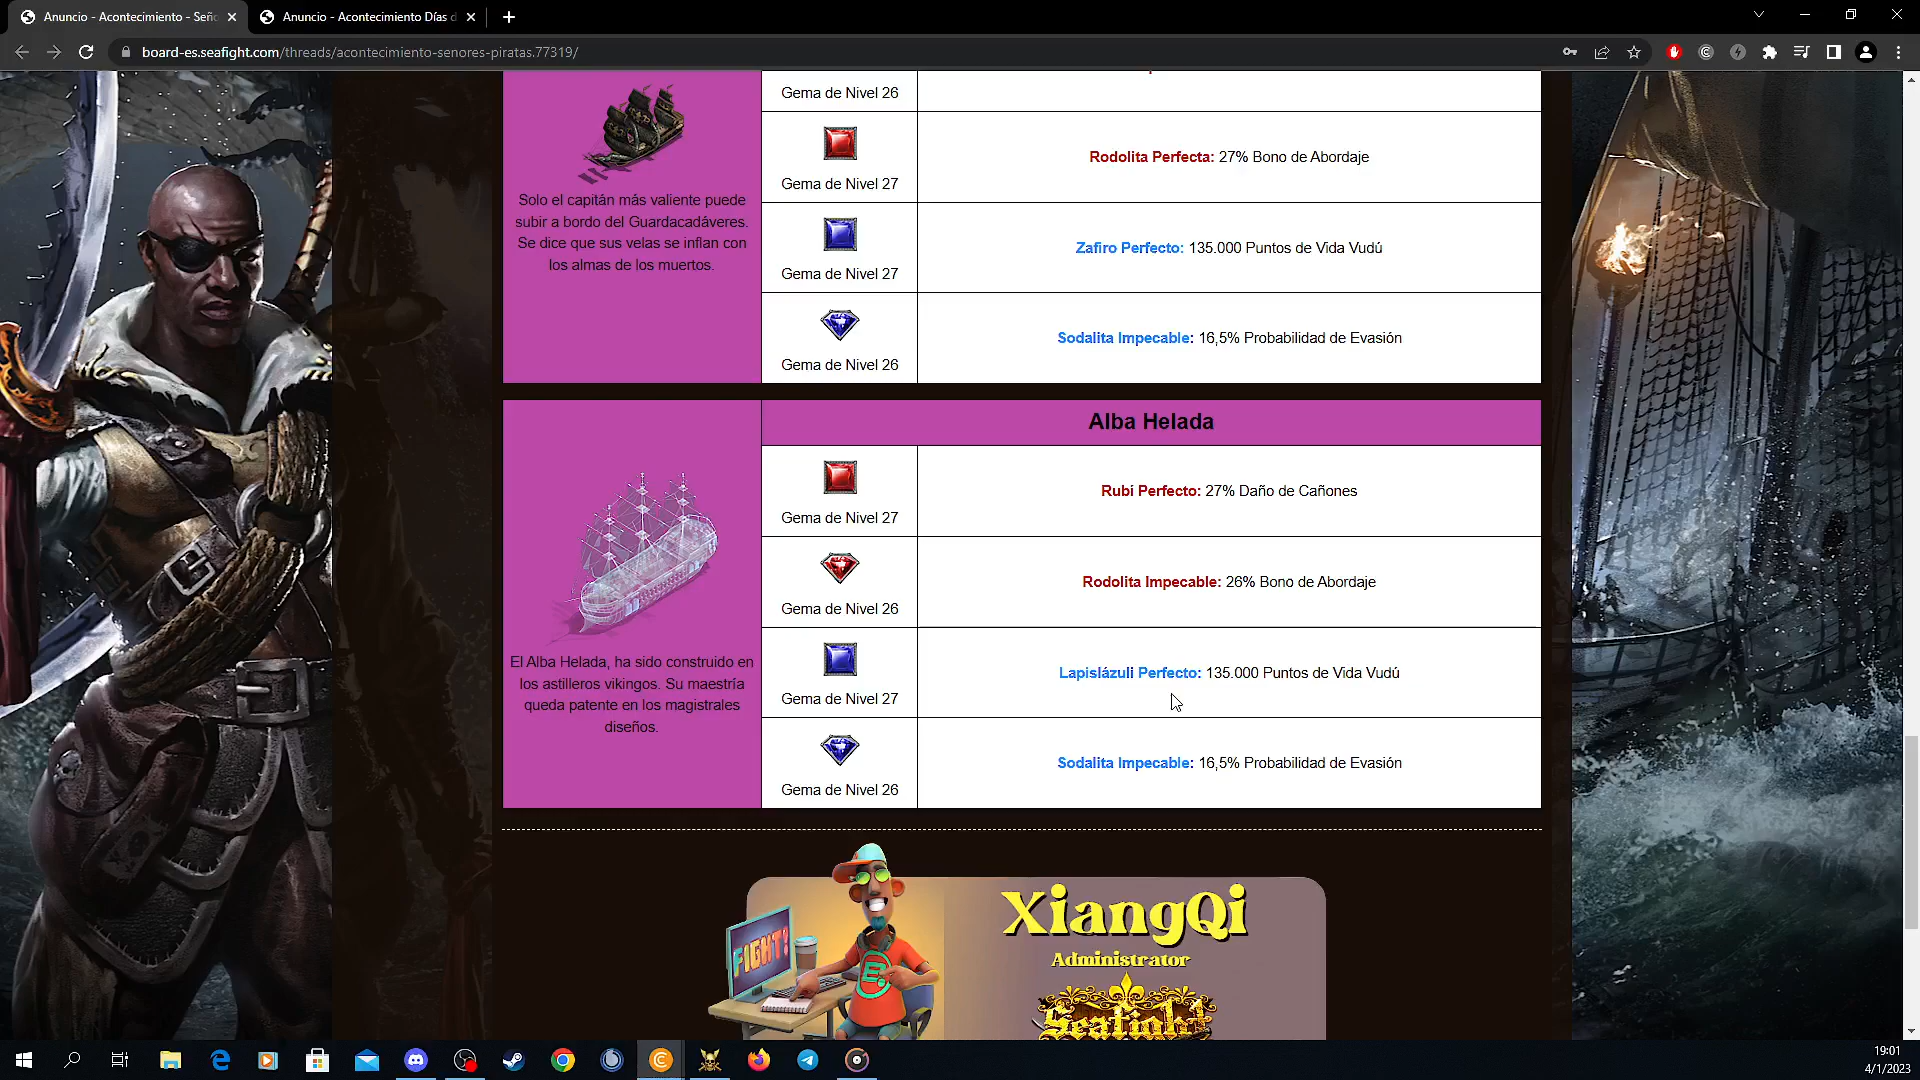 Anuncio - Acontecimiento - Seño
Anuncio - Acontecimiento Días d
board-es.seafight.com/threads/acontecimiento-senores-piratas.77319/
Gema de Nivel 26
Gema de Nivel 27
Rodolita Perfecta: 27% Bono de Abordaje
Solo el capitán más valiente puede
subir a bordo del Guardacadáveres.
Se dice que sus velas se inflan con
los almas de los muertos.
Gema de Nivel 27
Zafiro Perfecto: 135.000 Puntos de Vida Vudú
Gema de Nivel 26
Sodalita Impecable: 16,5% Probabilidad de Evasión
Alba Helada
Gema de Nivel 27
Rubí Perfecto: 27% Daño de Cañones
Gema de Nivel 26
Rodolita Impecable: 26% Bono de Abordaje
El Alba Helada, ha sido construido en
los astilleros vikingos. Su maestría
queda patente en los magistrales
diseños.
Gema de Nivel 27
Lapislázuli Perfecto: 135.000 Puntos de Vida Vudú
Gema de Nivel 26
Sodalita Impecable: 16,5% Probabilidad de Evasión
FIGHT!
XiangQi
Administrator
Seafight
19:01
4/1/2023